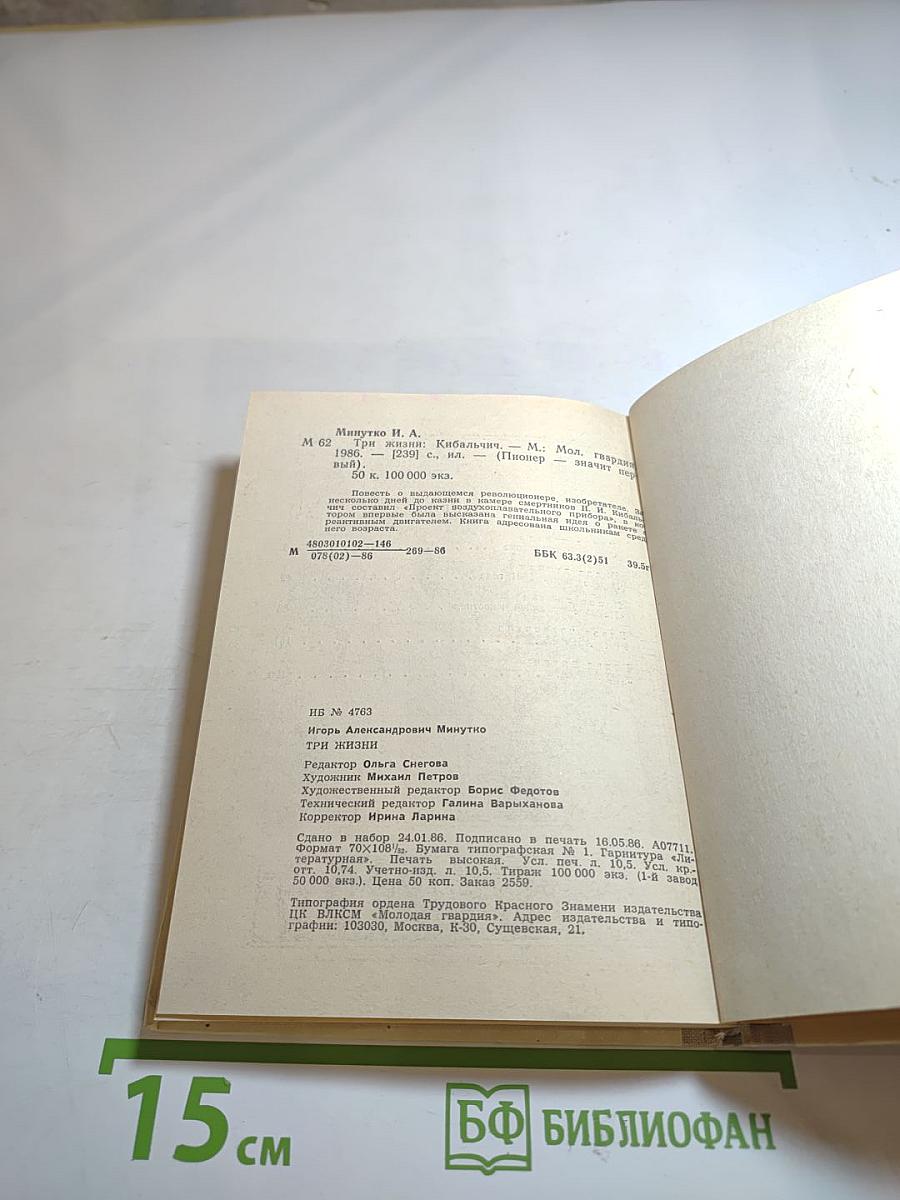 Минутко И. А.
М 62 Три жизни: Кибальчич. — М.: Мол. гвардия
1986. — [239] с., ил. — (Пионер — значит пер-
вый).
50 к. 100 000 экз.
Повесть о выдающемся революционере, изобретателе. За
несколько дней до казни в камере смертников Н. И. Кибаль
чич составил «Проект воздухоплавательного прибора», в ко
тором впервые была высказана гениальная идея о ракете
реактивным двигателем. Книга адресована школьникам сред
него возраста.
М 4803010102—146
078(02)—86 269—86 ББК 63.3(2)51 39.5г
ИБ № 4763
Игорь Александрович Минутко
ТРИ ЖИЗНИ
Редактор Ольга Снегова
Художник Михаил Петров
Художественный редактор Борис Федотов
Технический редактор Галина Варыханова
Корректор Ирина Ларина
Сдано в набор 24.01.86. Подписано в печать 16.05.86. А07711.
Формат 70×108¹/₃₂. Бумага типографская № 1. Гарнитура «Ли-
тературная». Печать высокая. Усл. печ. л. 10,5. Усл. кр.-
отт. 10,74. Учетно-изд. л. 10,5. Тираж 100 000 экз. (1-й завод
50 000 экз.). Цена 50 коп. Заказ 2559.
Типография ордена Трудового Красного Знамени издательства
ЦК ВЛКСМ «Молодая гвардия». Адрес издательства и типо-
графии: 103030, Москва, К-30, Сущевская, 21.
15 см
БФ БИБЛИОФАН